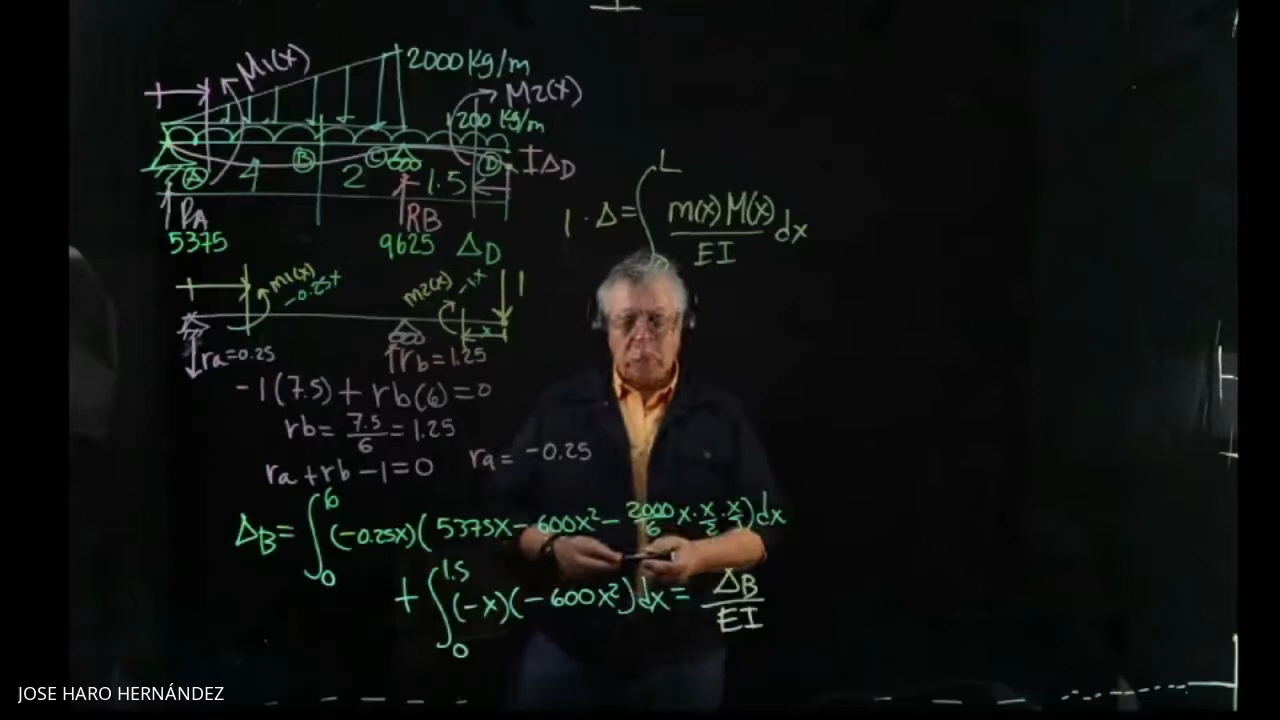 M1(x)
2000 Kg/m
M2(x)
1200 Kg/m
A 4 B 2 C 1.5 D ΔD
RA RB
5375 9625 ΔD
m1(x) -0.25x m2(x) -1x 1
x
ra=0.25 rb=1.25
-1(7.5) + rb(6) = 0
rb = 7.5/6 = 1.25
ra + rb - 1 = 0 ra = -0.25
1 · Δ = ∫ L m(x) M(x)/EI dx
ΔB = ∫ 0 6 (-0.25x)(5375x - 600x² - 2000/6 x · x/2 · x/3) dx
+ ∫ 0 1.5 (-x)(-600x²) dx = ΔB/EI
JOSE HARO HERNÁNDEZ